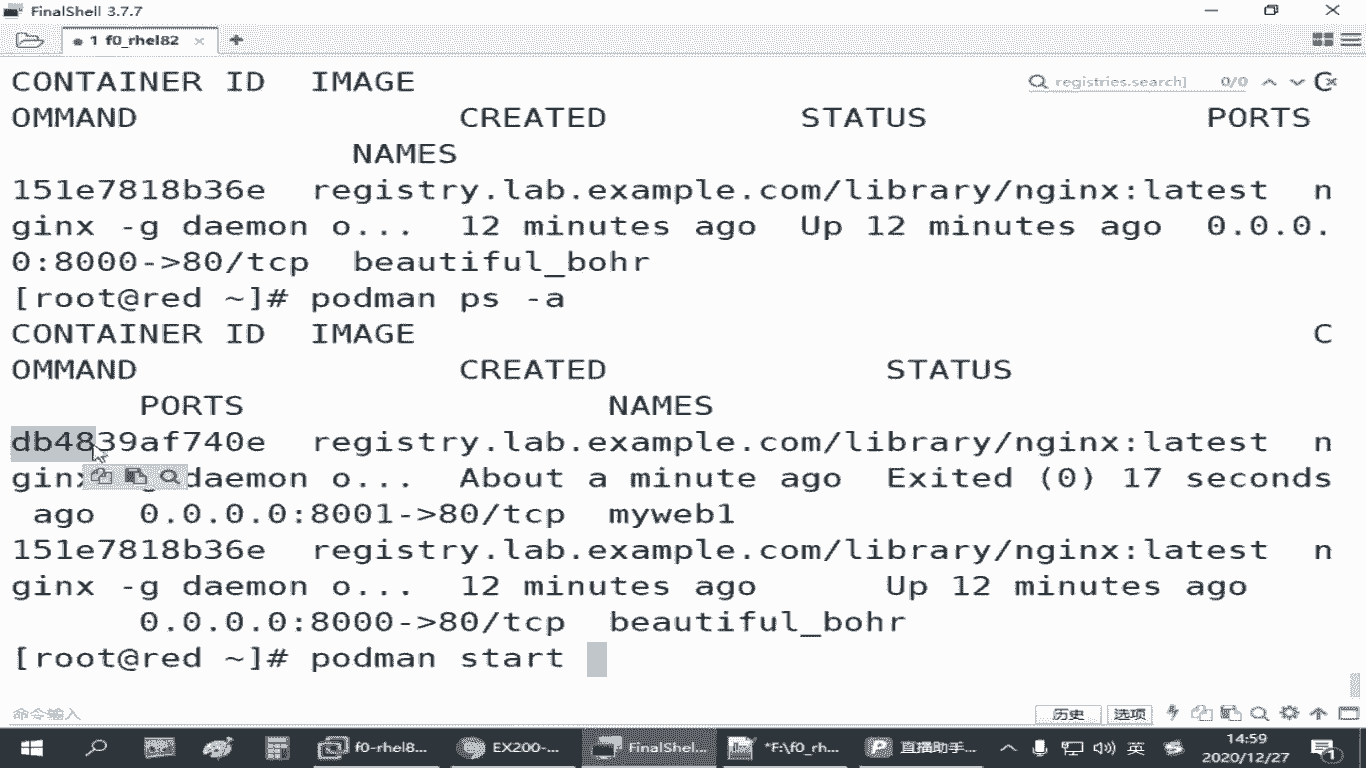 FinalShell 3.7.7
1 f0_rhel82
CONTAINER ID  IMAGE                                          C
registries.search]  0/0
OMMAND               CREATED         STATUS             PORTS
                NAMES
151e7818b36e  registry.lab.example.com/library/nginx:latest  n
ginx -g daemon o...  12 minutes ago  Up 12 minutes ago  0.0.0.
0:8000->80/tcp  beautiful_bohr
[root@red ~]# podman ps -a
CONTAINER ID  IMAGE                                          C
OMMAND               CREATED             STATUS
      PORTS                 NAMES
db4839af740e  registry.lab.example.com/library/nginx:latest  n
ginx daemon o...  About a minute ago  Exited (0) 17 seconds
 ago  0.0.0.0:8001->80/tcp  myweb1
151e7818b36e  registry.lab.example.com/library/nginx:latest  n
ginx -g daemon o...  12 minutes ago      Up 12 minutes ago
      0.0.0.0:8000->80/tcp  beautiful_bohr
[root@red ~]# podman start
命令输入
历史 选项
f0-rhel8... EX200-... FinalShel... *F:\f0_rh... 直播助手... 英 14:59
2020/12/27
1